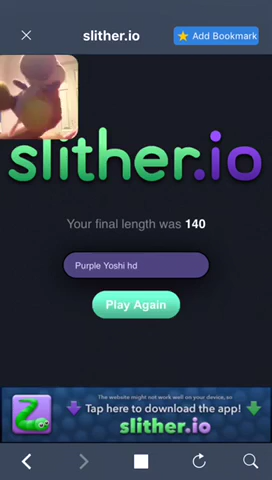 slither.io
Add Bookmark
slither.io
Your final length was 140
Purple Yoshi hd
Play Again
The website might not work well on your device, so
Tap here to download the app!
slither.io